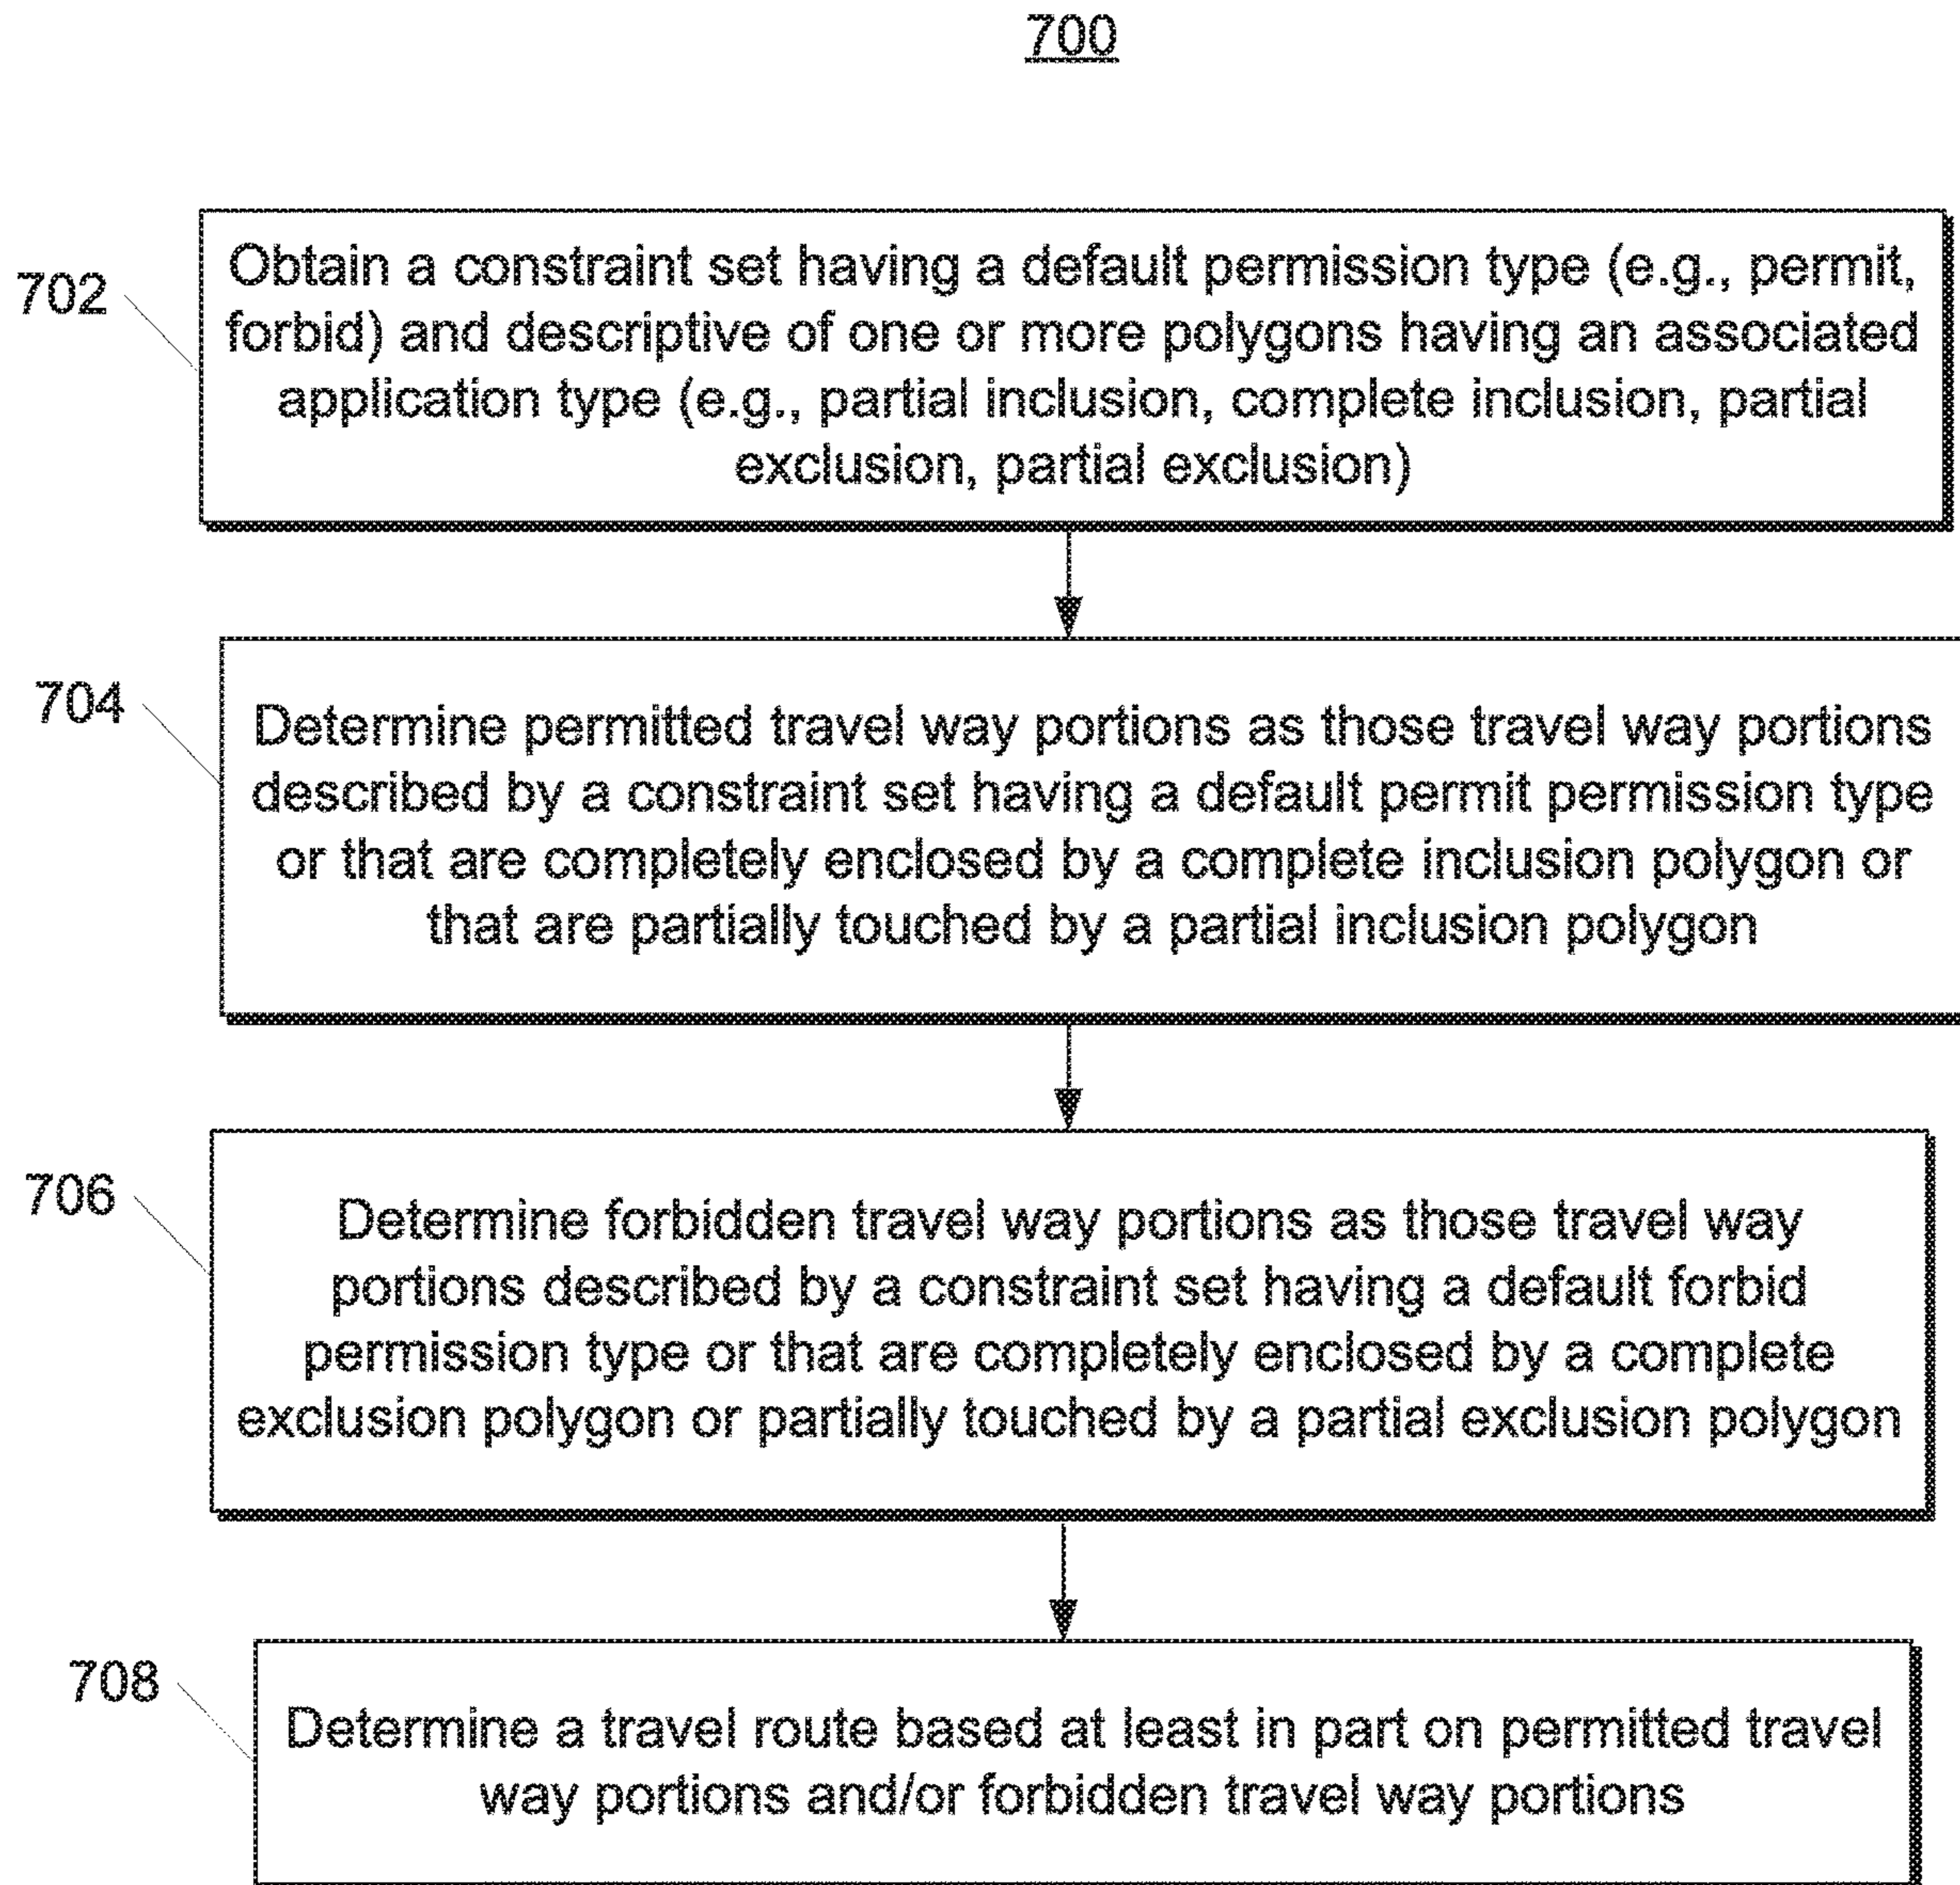 700
702
Obtain a constraint set having a default permission type (e.g., permit,
forbid) and descriptive of one or more polygons having an associated
application type (e.g., partial inclusion, complete inclusion, partial
exclusion, partial exclusion)
704
Determine permitted travel way portions as those travel way portions
described by a constraint set having a default permit permission type
or that are completely enclosed by a complete inclusion polygon or
that are partially touched by a partial inclusion polygon
706
Determine forbidden travel way portions as those travel way
portions described by a constraint set having a default forbid
permission type or that are completely enclosed by a complete
exclusion polygon or partially touched by a partial exclusion polygon
708
Determine a travel route based at least in part on permitted travel
way portions and/or forbidden travel way portions